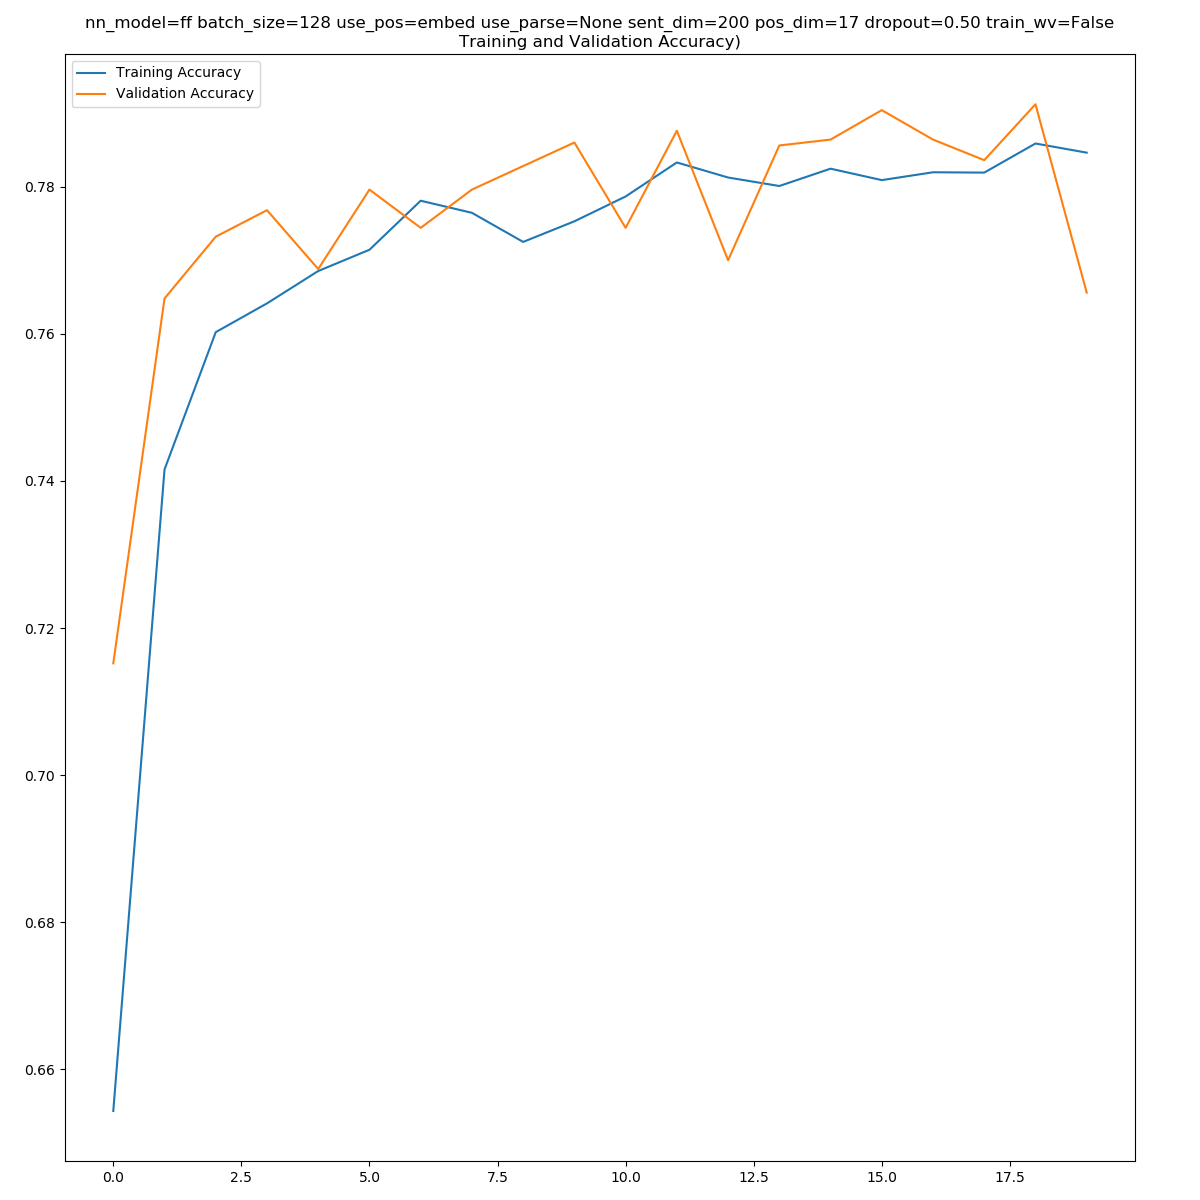 nn_model=ff batch_size=128 use_pos=embed use_parse=None sent_dim=200 pos_dim=17 dropout=0.50 train_wv=False
Training and Validation Accuracy)
Training Accuracy
Validation Accuracy
0.78
0.76
0.74
0.72
0.70
0.68
0.66
0.0 2.5 5.0 7.5 10.0 12.5 15.0 17.5